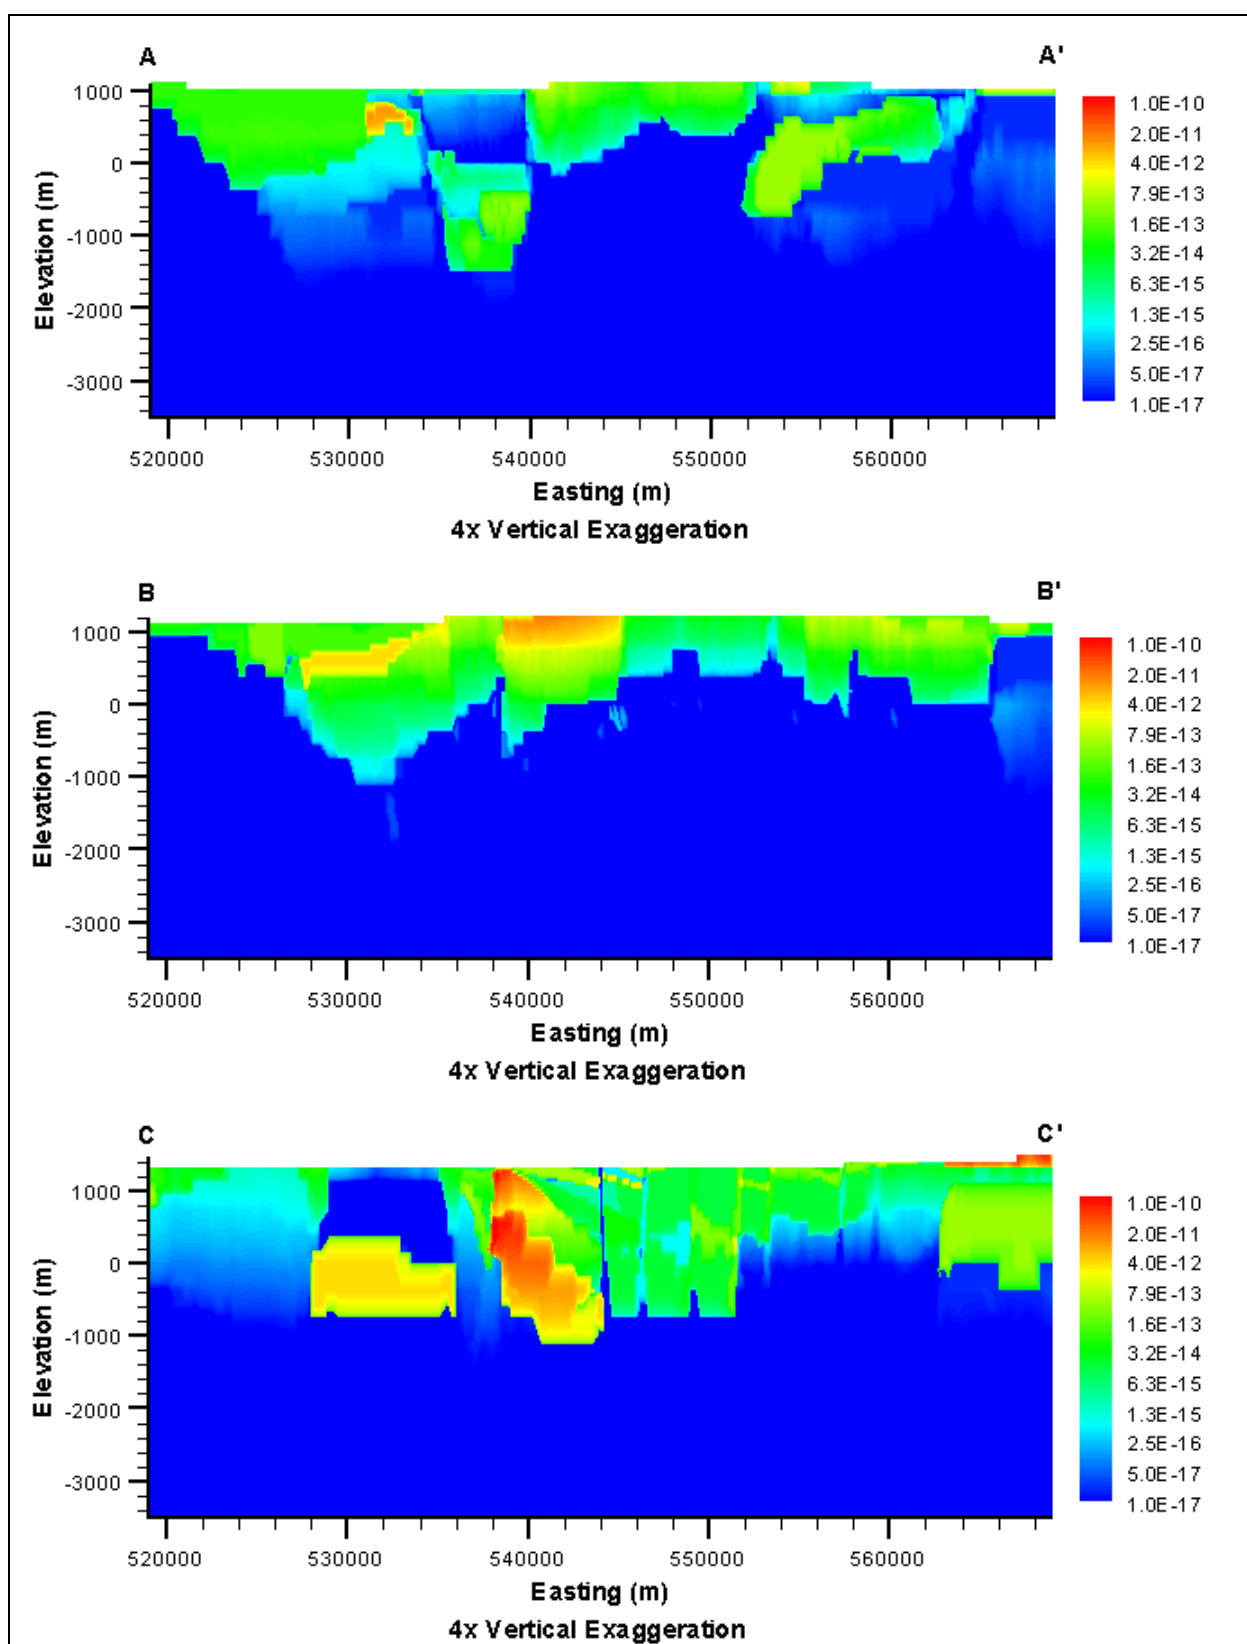 A A'
1000
0
-1000
-2000
-3000
Elevation (m)
1.0E-10
2.0E-11
4.0E-12
7.9E-13
1.6E-13
3.2E-14
6.3E-15
1.3E-15
2.5E-16
5.0E-17
1.0E-17
520000 530000 540000 550000 560000
Easting (m)
4x Vertical Exaggeration
B B'
1000
0
-1000
-2000
-3000
Elevation (m)
1.0E-10
2.0E-11
4.0E-12
7.9E-13
1.6E-13
3.2E-14
6.3E-15
1.3E-15
2.5E-16
5.0E-17
1.0E-17
520000 530000 540000 550000 560000
Easting (m)
4x Vertical Exaggeration
C C'
1000
0
-1000
-2000
-3000
Elevation (m)
1.0E-10
2.0E-11
4.0E-12
7.9E-13
1.6E-13
3.2E-14
6.3E-15
1.3E-15
2.5E-16
5.0E-17
1.0E-17
520000 530000 540000 550000 560000
Easting (m)
4x Vertical Exaggeration